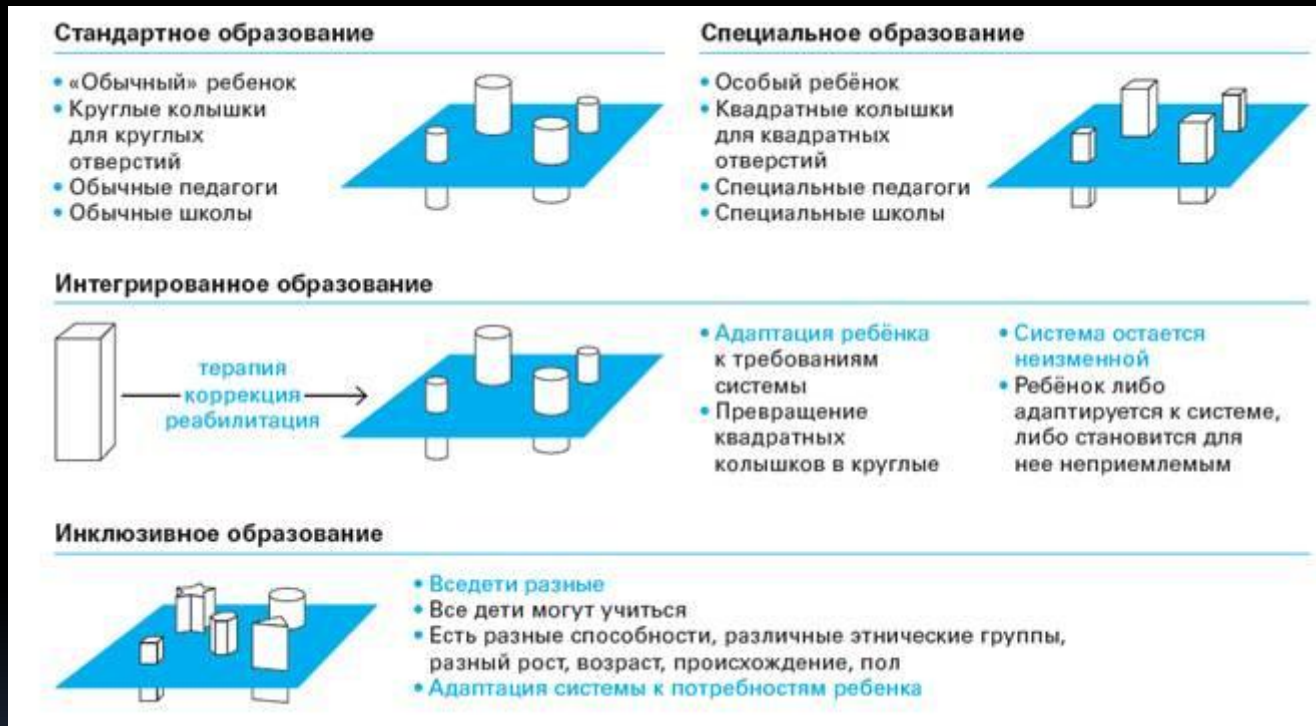 Стандартное образование
• «Обычный» ребенок
• Круглые колышки
для круглых
отверстий
• Обычные педагоги
• Обычные школы
Специальное образование
• Особый ребёнок
• Квадратные колышки
для квадратных
отверстий
• Специальные педагоги
• Специальные школы
Интегрированное образование
терапия
коррекция
реабилитация
• Адаптация ребёнка
к требованиям
системы
• Превращение
квадратных
колышков в круглые
• Система остается
неизменной
• Ребёнок либо
адаптируется к системе,
либо становится для
нее неприемлемым
Инклюзивное образование
• Вседети разные
• Все дети могут учиться
• Есть разные способности, различные этнические группы,
разный рост, возраст, происхождение, пол
• Адаптация системы к потребностям ребенка